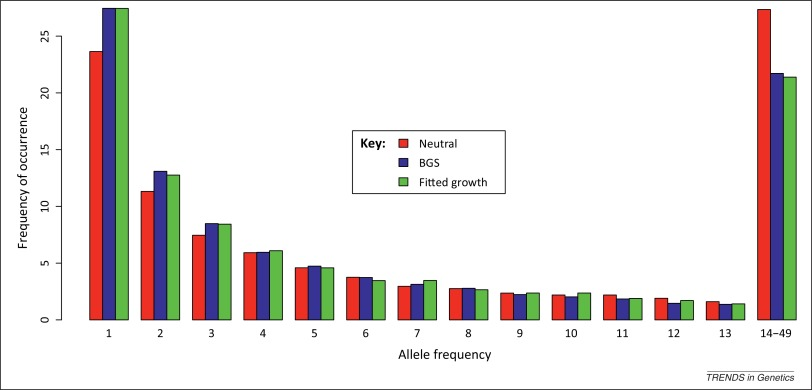 Frequency of occurrence
25
20
15
10
5
0
Key:
Neutral
BGS
Fitted growth
1 2 3 4 5 6 7 8 9 10 11 12 13 14–49
Allele frequency
TRENDS in Genetics